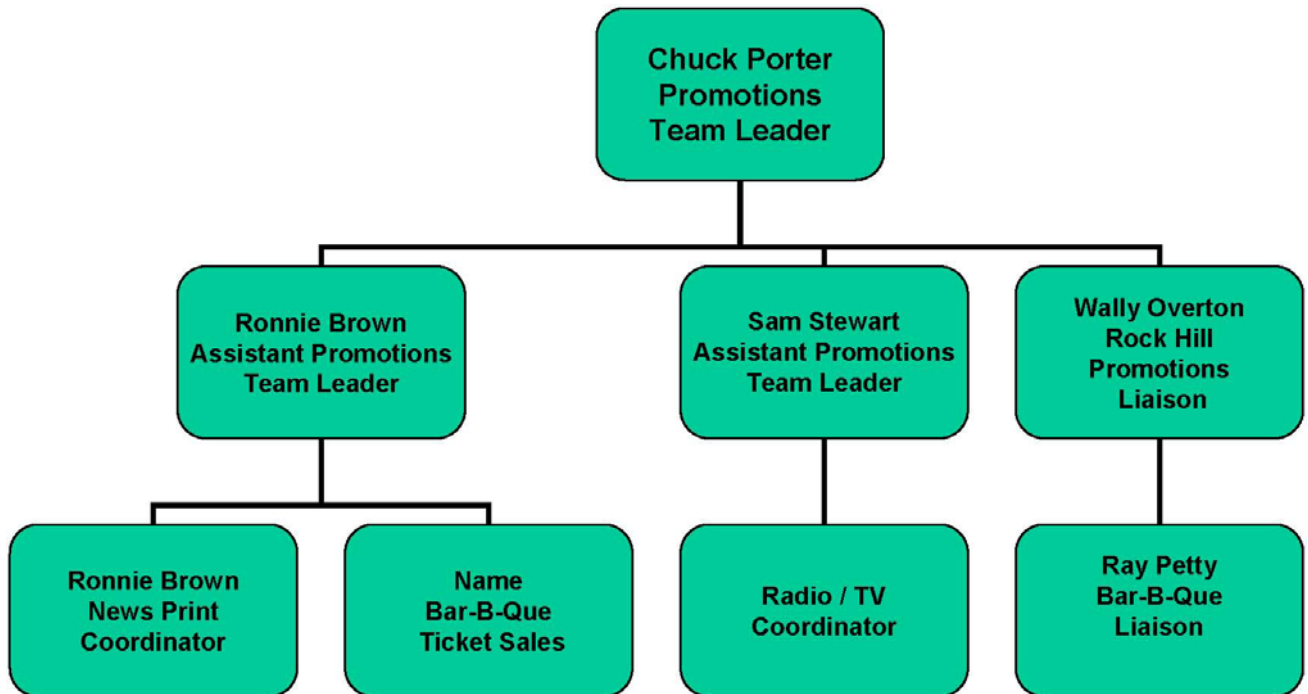 Chuck Porter
Promotions
Team Leader
Ronnie Brown
Assistant Promotions
Team Leader
Sam Stewart
Assistant Promotions
Team Leader
Wally Overton
Rock Hill
Promotions
Liaison
Ronnie Brown
News Print
Coordinator
Name
Bar-B-Que
Ticket Sales
Radio / TV
Coordinator
Ray Petty
Bar-B-Que
Liaison